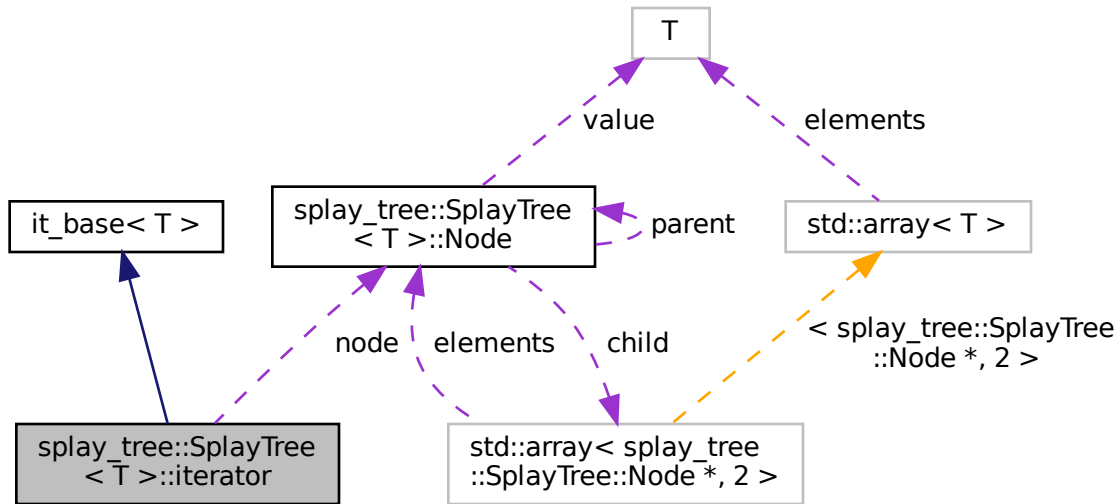 T
value
elements
splay_tree::SplayTree
< T >::Node
parent
it_base< T >
std::array< T >
< splay_tree::SplayTree
::Node *, 2 >
node
elements
child
splay_tree::SplayTree
< T >::iterator
std::array< splay_tree
::SplayTree::Node *, 2 >